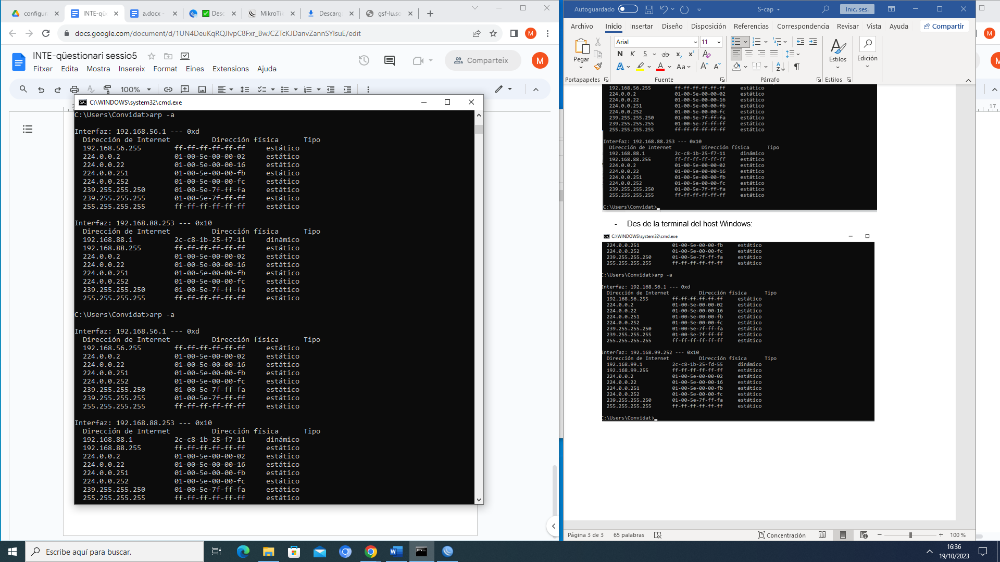 configur
INTE-qüe
a.docx -
Desc
MikroTik
Descarg
gsf-lu.so
docs.google.com/document/d/1UN4DeuKqRQJlvpC8Fxr_BwJCZTcKJDanvZannSYlsuE/edit
M
INTE-qüestionari sessio5
Comparteix
M
Fitxer Edita Mostra Insereix Format Eines Extensions Ajuda
100%
C:\WINDOWS\system32\cmd.exe
C:\Users\Convidat>arp -a
Interfaz: 192.168.56.1 --- 0xd
Dirección de Internet Dirección física Tipo
192.168.56.255 ff-ff-ff-ff-ff-ff estático
224.0.0.2 01-00-5e-00-00-02 estático
224.0.0.22 01-00-5e-00-00-16 estático
224.0.0.251 01-00-5e-00-00-fb estático
224.0.0.252 01-00-5e-00-00-fc estático
239.255.255.250 01-00-5e-7f-ff-fa estático
239.255.255.255 01-00-5e-7f-ff-ff estático
255.255.255.255 ff-ff-ff-ff-ff-ff estático
Interfaz: 192.168.88.253 --- 0x10
Dirección de Internet Dirección física Tipo
192.168.88.1 2c-c8-1b-25-f7-11 dinámico
192.168.88.255 ff-ff-ff-ff-ff-ff estático
224.0.0.2 01-00-5e-00-00-02 estático
224.0.0.22 01-00-5e-00-00-16 estático
224.0.0.251 01-00-5e-00-00-fb estático
224.0.0.252 01-00-5e-00-00-fc estático
239.255.255.250 01-00-5e-7f-ff-fa estático
255.255.255.255 ff-ff-ff-ff-ff-ff estático
C:\Users\Convidat>arp -a
Interfaz: 192.168.56.1 --- 0xd
Dirección de Internet Dirección física Tipo
192.168.56.255 ff-ff-ff-ff-ff-ff estático
224.0.0.2 01-00-5e-00-00-02 estático
224.0.0.22 01-00-5e-00-00-16 estático
224.0.0.251 01-00-5e-00-00-fb estático
224.0.0.252 01-00-5e-00-00-fc estático
239.255.255.250 01-00-5e-7f-ff-fa estático
239.255.255.255 01-00-5e-7f-ff-ff estático
255.255.255.255 ff-ff-ff-ff-ff-ff estático
Interfaz: 192.168.88.253 --- 0x10
Dirección de Internet Dirección física Tipo
192.168.88.1 2c-c8-1b-25-f7-11 dinámico
192.168.88.255 ff-ff-ff-ff-ff-ff estático
224.0.0.2 01-00-5e-00-00-02 estático
224.0.0.22 01-00-5e-00-00-16 estático
224.0.0.251 01-00-5e-00-00-fb estático
224.0.0.252 01-00-5e-00-00-fc estático
239.255.255.250 01-00-5e-7f-ff-fa estático
255.255.255.255 ff-ff-ff-ff-ff-ff estático
Autoguardado
S-cap
Inic. ses.
Archivo Inicio Insertar Diseño Disposición Referencias Correspondencia Revisar Vista Ayuda Compartir
Pegar
Arial 11
N K S ab x₂ x²
A A Aa A A
Estilos
Edición
Portapapeles Fuente Párrafo Estilos
17
192.168.56.255 ff-ff-ff-ff-ff-ff estático
224.0.0.2 01-00-5e-00-00-02 estático
224.0.0.22 01-00-5e-00-00-16 estático
224.0.0.251 01-00-5e-00-00-fb estático
224.0.0.252 01-00-5e-00-00-fc estático
239.255.255.250 01-00-5e-7f-ff-fa estático
239.255.255.255 01-00-5e-7f-ff-ff estático
255.255.255.255 ff-ff-ff-ff-ff-ff estático
Interfaz: 192.168.88.253 --- 0x10
Dirección de Internet Dirección física Tipo
192.168.88.1 2c-c8-1b-25-f7-11 dinámico
192.168.88.255 ff-ff-ff-ff-ff-ff estático
224.0.0.2 01-00-5e-00-00-02 estático
224.0.0.22 01-00-5e-00-00-16 estático
224.0.0.251 01-00-5e-00-00-fb estático
224.0.0.252 01-00-5e-00-00-fc estático
239.255.255.250 01-00-5e-7f-ff-fa estático
255.255.255.255 ff-ff-ff-ff-ff-ff estático
C:\Users\Convidat>
- Des de la terminal del host Windows:
C:\WINDOWS\system32\cmd.exe
224.0.0.251 01-00-5e-00-00-fb estático
224.0.0.252 01-00-5e-00-00-fc estático
239.255.255.250 01-00-5e-7f-ff-fa estático
255.255.255.255 ff-ff-ff-ff-ff-ff estático
C:\Users\Convidat>arp -a
Interfaz: 192.168.56.1 --- 0xd
Dirección de Internet Dirección física Tipo
192.168.56.255 ff-ff-ff-ff-ff-ff estático
224.0.0.2 01-00-5e-00-00-02 estático
224.0.0.22 01-00-5e-00-00-16 estático
224.0.0.251 01-00-5e-00-00-fb estático
224.0.0.252 01-00-5e-00-00-fc estático
239.255.255.250 01-00-5e-7f-ff-fa estático
239.255.255.255 01-00-5e-7f-ff-ff estático
255.255.255.255 ff-ff-ff-ff-ff-ff estático
Interfaz: 192.168.99.252 --- 0x10
Dirección de Internet Dirección física Tipo
192.168.99.1 2c-c8-1b-25-fd-55 dinámico
192.168.99.255 ff-ff-ff-ff-ff-ff estático
224.0.0.2 01-00-5e-00-00-02 estático
224.0.0.22 01-00-5e-00-00-16 estático
224.0.0.251 01-00-5e-00-00-fb estático
224.0.0.252 01-00-5e-00-00-fc estático
239.255.255.250 01-00-5e-7f-ff-fa estático
255.255.255.255 ff-ff-ff-ff-ff-ff estático
C:\Users\Convidat>
Página 3 de 3 65 palabras Concentración 100 %
Escribe aquí para buscar.
16:36
19/10/2023